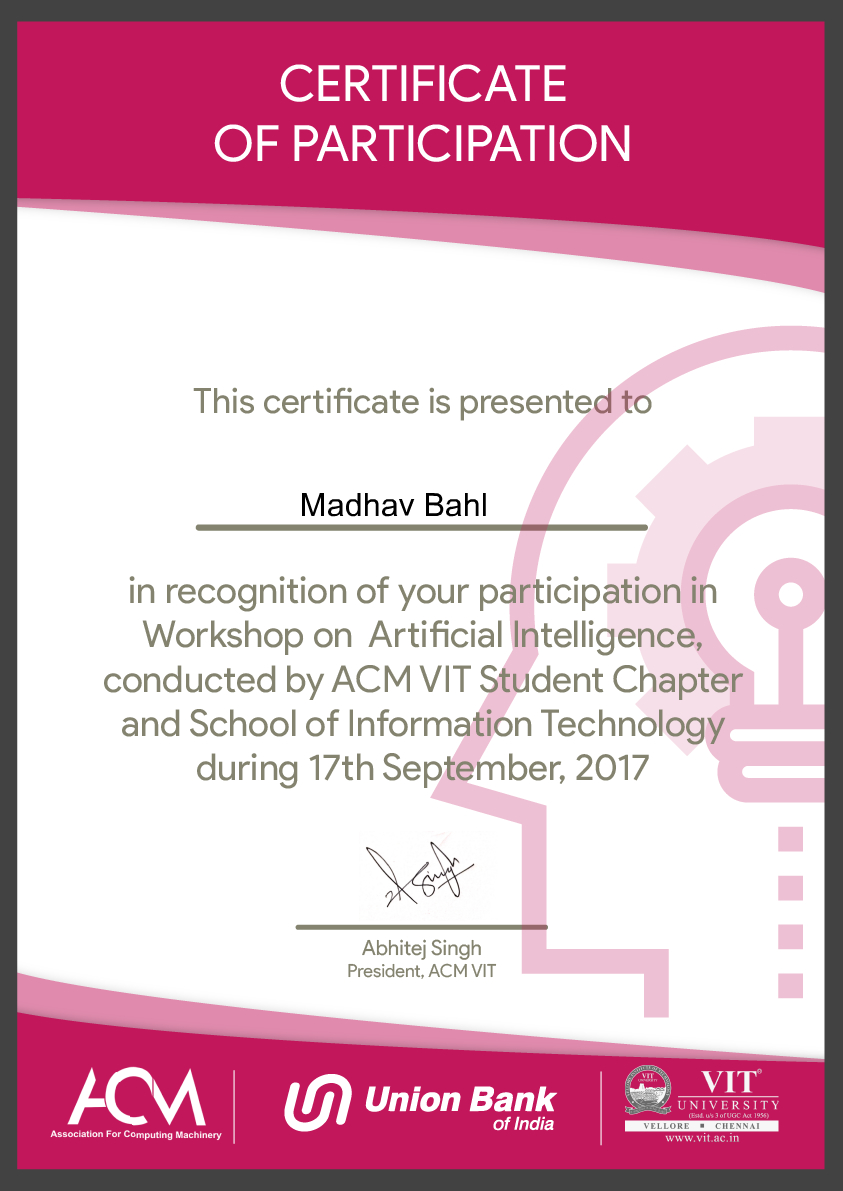 CERTIFICATE
OF PARTICIPATION
This certificate is presented to
Madhav Bahl
in recognition of your participation in
Workshop on  Artificial Intelligence,
conducted by ACM VIT Student Chapter
and School of Information Technology
during 17th September, 2017
Abhitej Singh
President, ACM VIT
ACM
Association For Computing Machinery
Union Bank
of India
VIT
UNIVERSITY
VIT®
UNIVERSITY
(Estd. u/s 3 of UGC Act 1956)
VELLORE ▪ CHENNAI
www.vit.ac.in